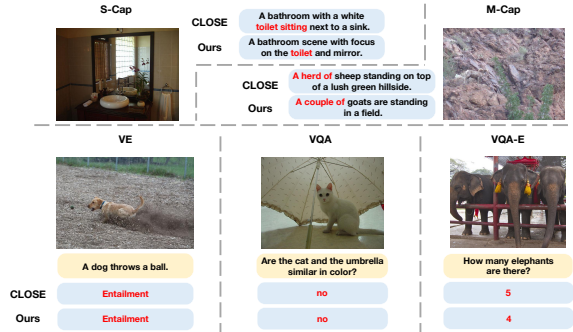 S-Cap
M-Cap
CLOSE
A bathroom with a white
toilet sitting next to a sink.
Ours
A bathroom scene with focus
on the toilet and mirror.
CLOSE
A herd of sheep standing on top
of a lush green hillside.
Ours
A couple of goats are standing
in a field.
VE
VQA
VQA-E
A dog throws a ball.
Are the cat and the umbrella
similar in color?
How many elephants
are there?
CLOSE
Entailment
no
5
Ours
Entailment
no
4